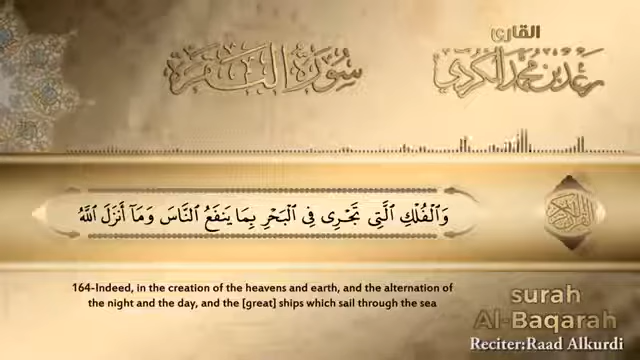 القارئ
رعد بن محمد الكردي
سورة البقرة
وَالْفُلْكِ الَّتِي تَجْرِي فِي الْبَحْرِ بِمَا يَنفَعُ النَّاسَ وَمَا أَنزَلَ اللَّهُ
164-Indeed, in the creation of the heavens and earth, and the alternation of
the night and the day, and the [great] ships which sail through the sea
surah
Al-Baqarah
Reciter:Raad Alkurdi